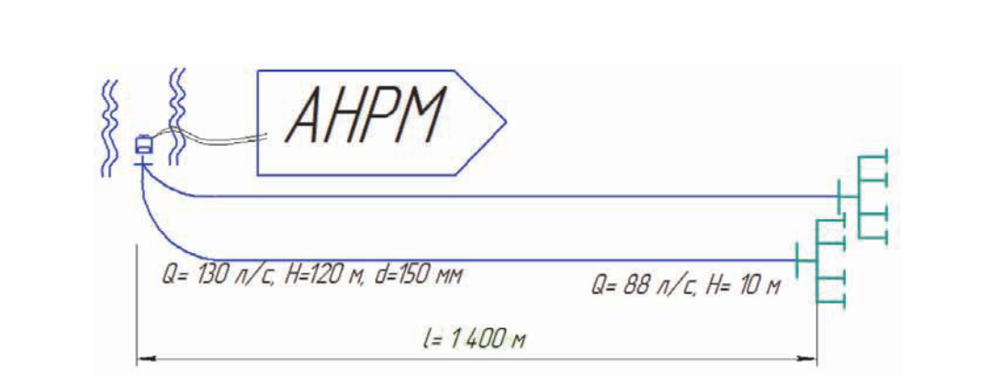 АНРМ
Q= 130 л/с, H=120 м, d=150 мм
Q= 88 л/с, H= 10 м
l= 1 400 м